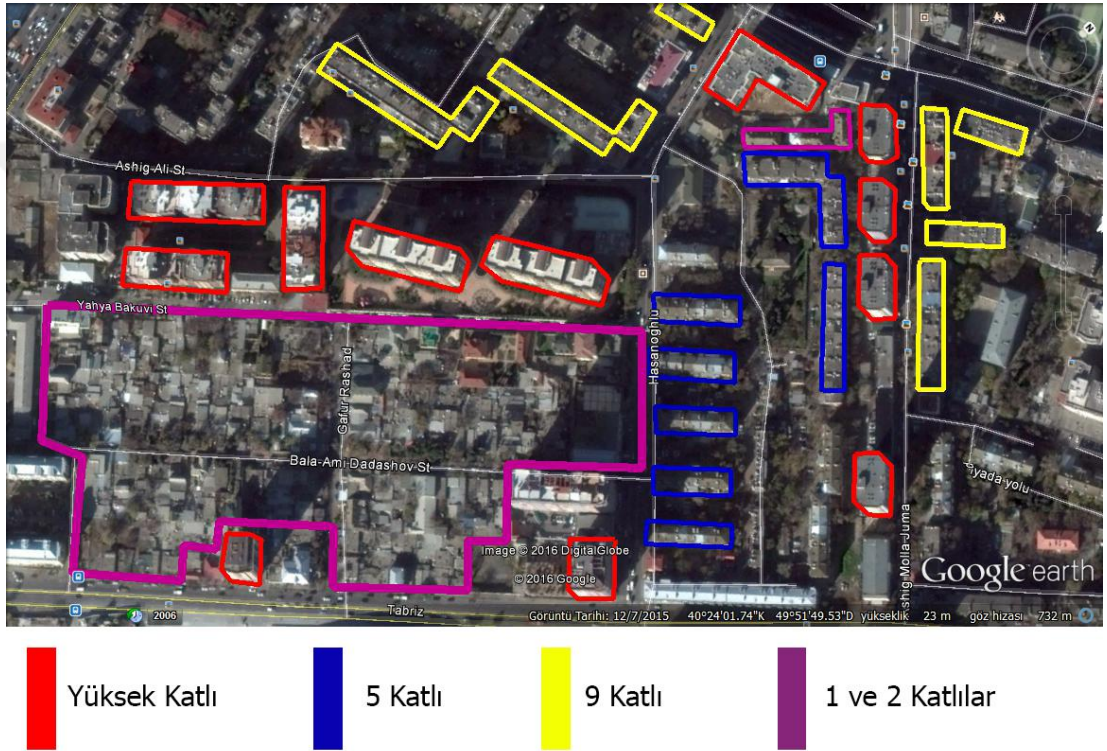 Ashig Ali St
Yahya Bakuvi St
Gafur Rashad
Hasanoghlu
Bala-Ami Dadashov St
Piyada yolu
Ashig Molla Juma
Image © 2016 DigitalGlobe
© 2016 Google
Google earth
Tabriz
2006
Görüntü Tarihi: 12/7/2015 40°24'01.74"K 49°51'49.53"D yükseklik 23 m göz hizası 732 m
N
Yüksek Katlı
5 Katlı
9 Katlı
1 ve 2 Katlılar